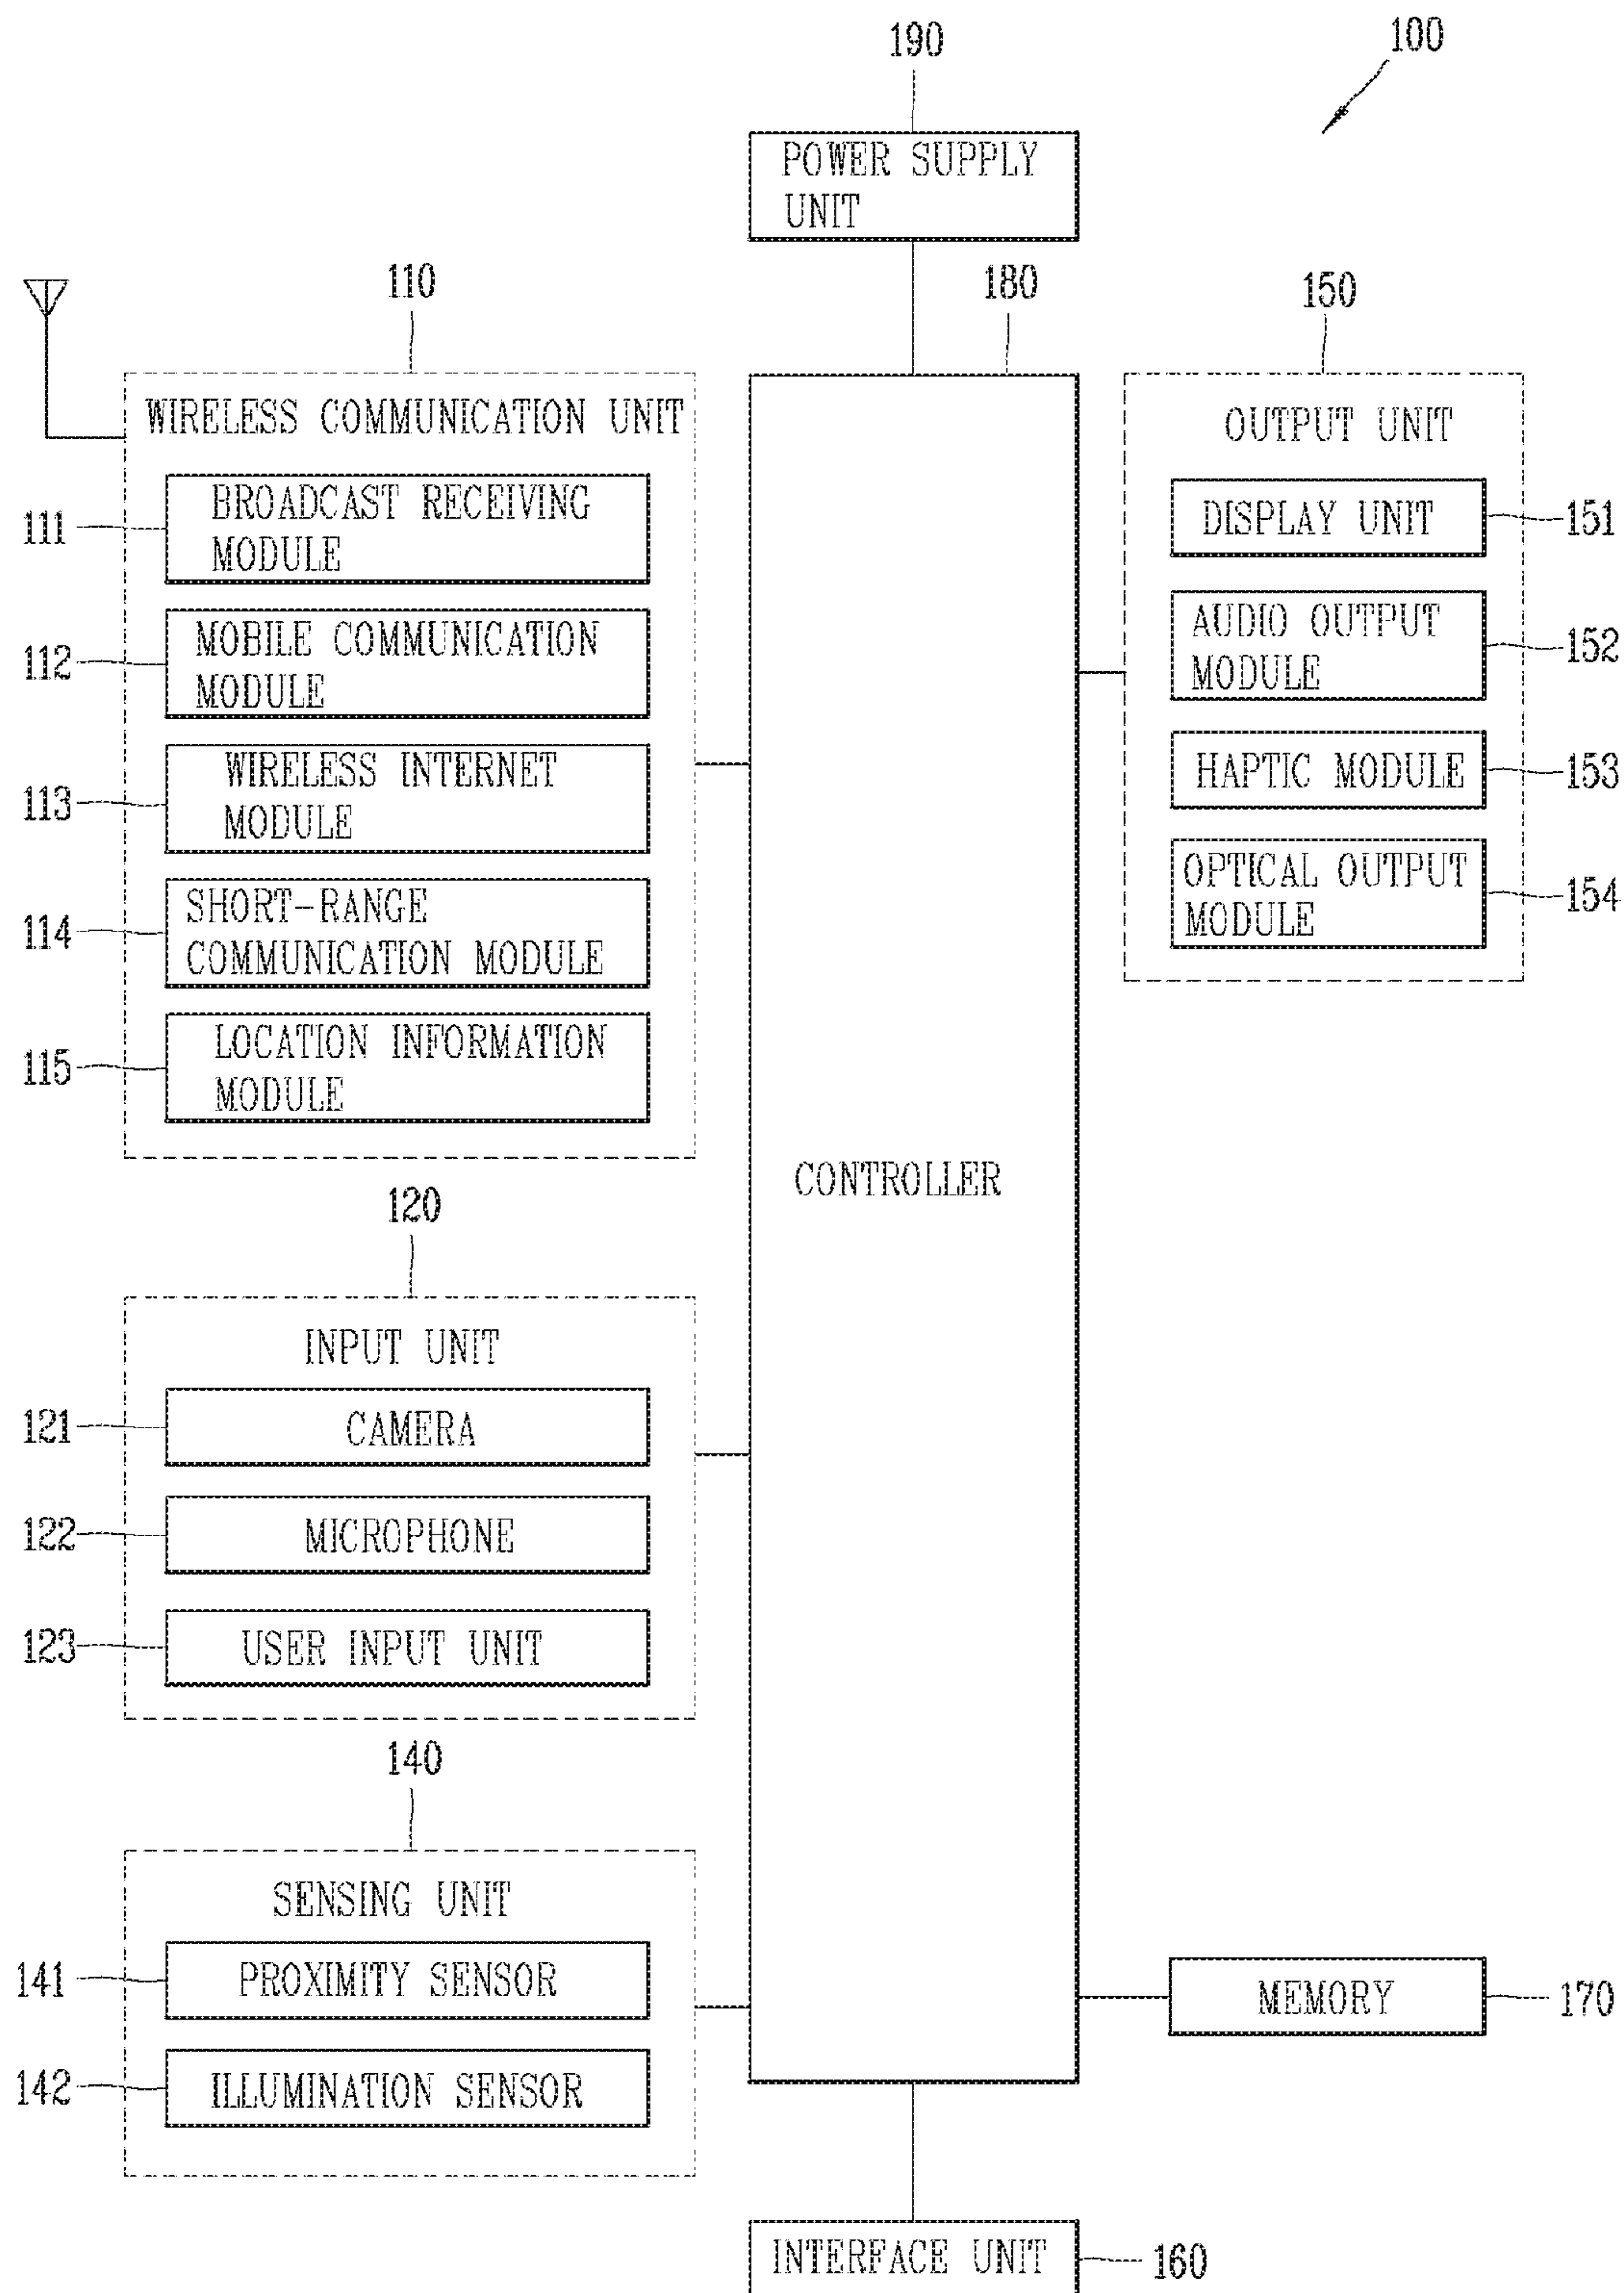 190
100
POWER SUPPLY
UNIT
110
180
150
WIRELESS COMMUNICATION UNIT
111
BROADCAST RECEIVING
MODULE
112
MOBILE COMMUNICATION
MODULE
113
WIRELESS INTERNET
MODULE
114
SHORT-RANGE
COMMUNICATION MODULE
115
LOCATION INFORMATION
MODULE
OUTPUT UNIT
DISPLAY UNIT
151
AUDIO OUTPUT
MODULE
152
HAPTIC MODULE
153
OPTICAL OUTPUT
MODULE
154
CONTROLLER
120
INPUT UNIT
121
CAMERA
122
MICROPHONE
123
USER INPUT UNIT
140
SENSING UNIT
141
PROXIMITY SENSOR
142
ILLUMINATION SENSOR
MEMORY
170
INTERFACE UNIT
160